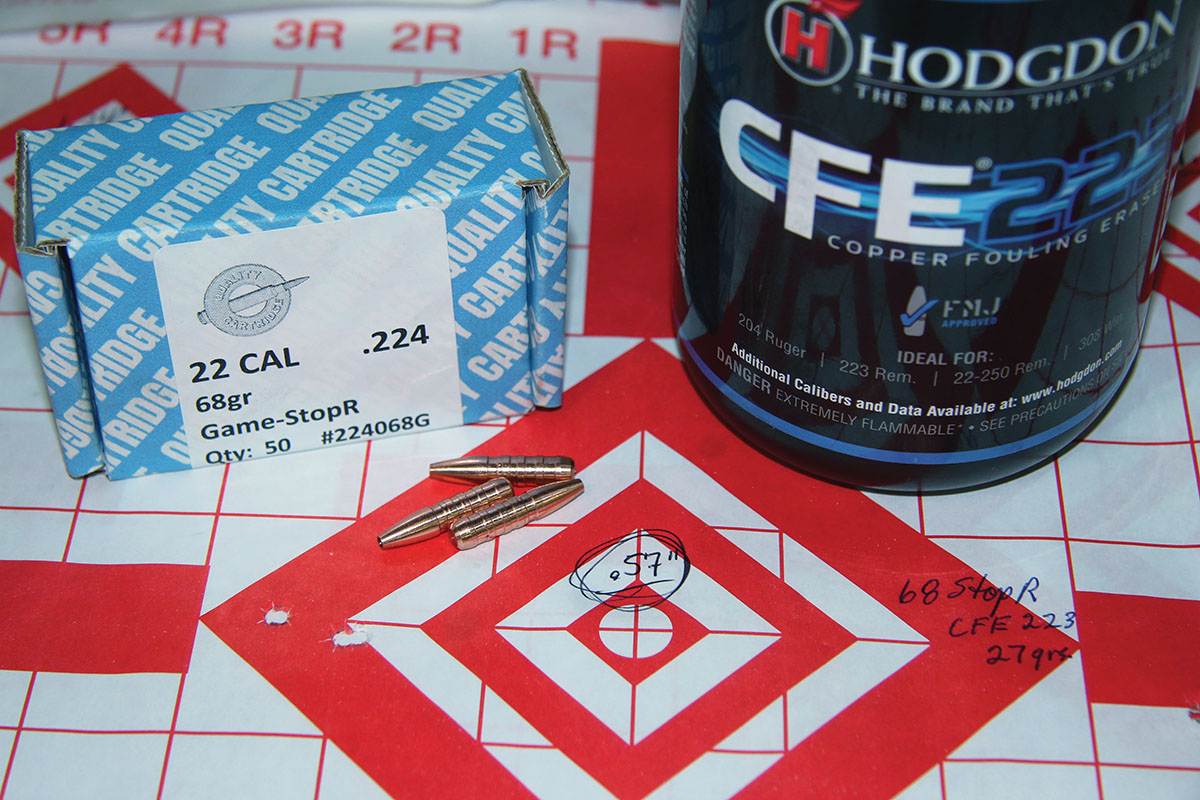 5R 4R 3R 2R 1R
QUALITY CARTRIDGE
QUALITY
CARTRIDGE
22 CAL .224
68gr
Game-StopR
Qty: 50 #224068G
H HODGDON
THE BRAND THAT'S TRUE
CFE® 223
COPPER FOULING ERASER
FMJ
APPROVED
IDEAL FOR:
204 Ruger | 223 Rem. | 22-250 Rem. | 308 Win.
Additional Calibers and Data Available at: www.hodgdon.com
DANGER EXTREMELY FLAMMABLE • SEE PRECAUTIONS ON
.57"
68 StopR
CFE 223
27grs.